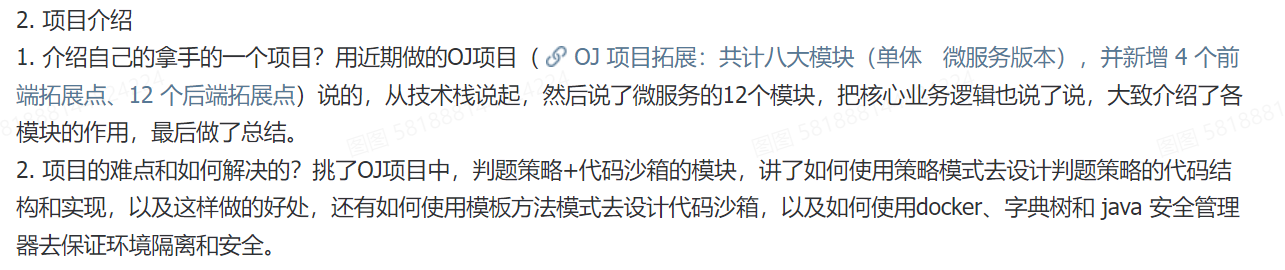 2. 项目介绍
1. 介绍自己的拿手的一个项目？用近期做的OJ项目（ OJ 项目拓展：共计八大模块（单体 微服务版本），并新增 4 个前
端拓展点、12 个后端拓展点）说的，从技术栈说起，然后说了微服务的12个模块，把核心业务逻辑也说了说，大致介绍了各
模块的作用，最后做了总结。
2. 项目的难点和如何解决的？挑了OJ项目中，判题策略+代码沙箱的模块，讲了如何使用策略模式去设计判题策略的代码结
构和实现，以及这样做的好处，还有如何使用模板方法模式去设计代码沙箱，以及如何使用docker、字典树和 java 安全管理
器去保证环境隔离和安全。